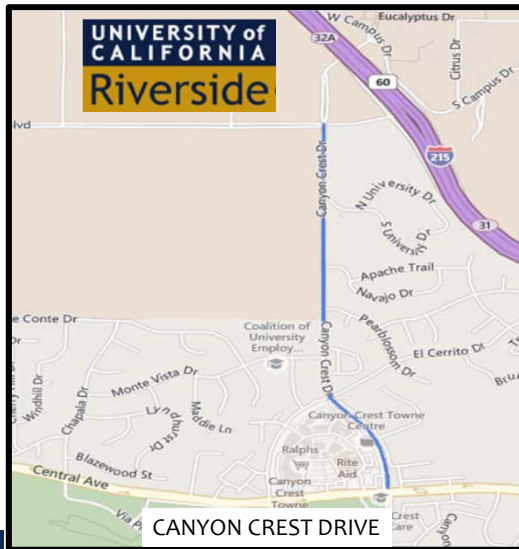 UNIVERSITY of
CALIFORNIA
Riverside
W Campus Dr
Eucalyptus Dr
32A
Citrus Dr
60
S Campus Dr
lvd
215
Canyon Crest Dr
N University Dr
S University Dr
31
Apache Trail
Navajo Dr
Pearblossom Dr
e Conte Dr
Coalition of
University
Employ...
El Cerrito Dr
Canyon Crest Dr
Monte Vista Dr
Windhill Dr
Chapala Dr
Lyndhurst Dr
Maddie Ln
Canyon Crest Towne
Centre
Ralphs
Rite
Aid
Blazewood St
Central Ave
Canyon
Crest
Towne
Crest
Care
Canyon
Via P
CANYON CREST DRIVE